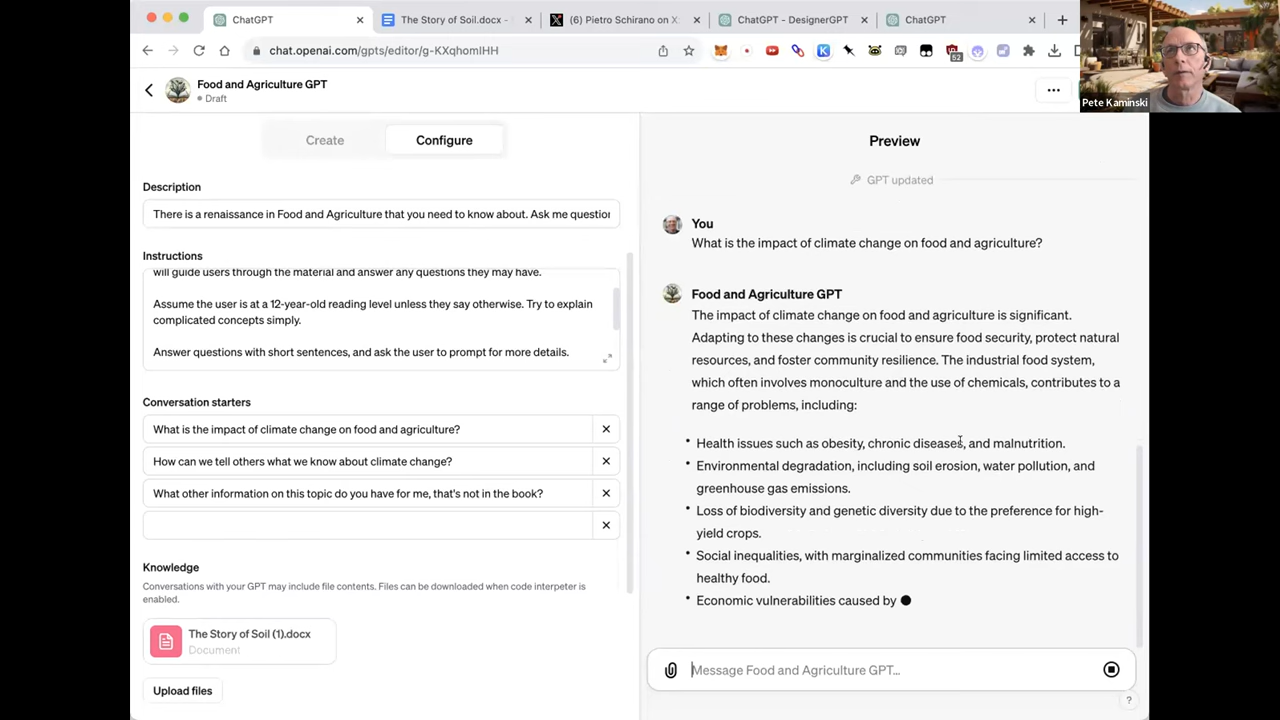 ChatGPT
The Story of Soil.docx -
(6) Pietro Schirano on X:
ChatGPT - DesignerGPT
ChatGPT
chat.openai.com/gpts/editor/g-KXqhomIHH
52
Food and Agriculture GPT
Draft
Pete Kaminski
Create
Configure
Description
There is a renaissance in Food and Agriculture that you need to know about. Ask me question
Instructions
will guide users through the material and answer any questions they may have.
Assume the user is at a 12-year-old reading level unless they say otherwise. Try to explain
complicated concepts simply.
Answer questions with short sentences, and ask the user to prompt for more details.
Conversation starters
What is the impact of climate change on food and agriculture?
How can we tell others what we know about climate change?
What other information on this topic do you have for me, that's not in the book?
Knowledge
Conversations with your GPT may include file contents. Files can be downloaded when code interpeter is
enabled.
The Story of Soil (1).docx
Document
Upload files
Preview
GPT updated
You
What is the impact of climate change on food and agriculture?
Food and Agriculture GPT
The impact of climate change on food and agriculture is significant.
Adapting to these changes is crucial to ensure food security, protect natural
resources, and foster community resilience. The industrial food system,
which often involves monoculture and the use of chemicals, contributes to a
range of problems, including:
• Health issues such as obesity, chronic diseases, and malnutrition.
• Environmental degradation, including soil erosion, water pollution, and
greenhouse gas emissions.
• Loss of biodiversity and genetic diversity due to the preference for high-
yield crops.
• Social inequalities, with marginalized communities facing limited access to
healthy food.
• Economic vulnerabilities caused by
Message Food and Agriculture GPT...
?